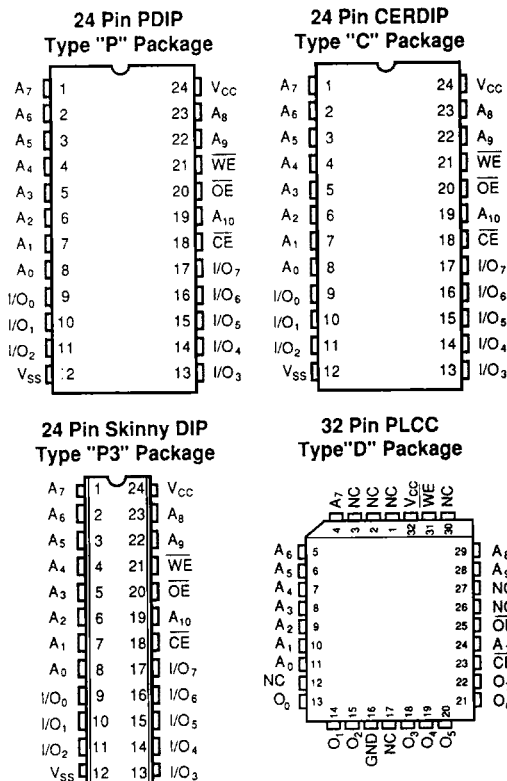 24 Pin PDIP
Type "P" Package
A7 1 24 VCC
A6 2 23 A8
A5 3 22 A9
A4 4 21 W̅E̅
A3 5 20 O̅E̅
A2 6 19 A10
A1 7 18 C̅E̅
A0 8 17 I/O7
I/O0 9 16 I/O6
I/O1 10 15 I/O5
I/O2 11 14 I/O4
VSS 12 13 I/O3
24 Pin CERDIP
Type "C" Package
A7 1 24 VCC
A6 2 23 A8
A5 3 22 A9
A4 4 21 W̅E̅
A3 5 20 O̅E̅
A2 6 19 A10
A1 7 18 C̅E̅
A0 8 17 I/O7
I/O0 9 16 I/O6
I/O1 10 15 I/O5
I/O2 11 14 I/O4
VSS 12 13 I/O3
24 Pin Skinny DIP
Type "P3" Package
A7 1 24 VCC
A6 2 23 A8
A5 3 22 A9
A4 4 21 W̅E̅
A3 5 20 O̅E̅
A2 6 19 A10
A1 7 18 C̅E̅
A0 8 17 I/O7
I/O0 9 16 I/O6
I/O1 10 15 I/O5
I/O2 11 14 I/O4
VSS 12 13 I/O3
32 Pin PLCC
Type"D" Package
A7 NC NC NC VCC W̅E̅ NC
4 3 2 1 32 31 30
A6 5 29 A8
A5 6 28 A9
A4 7 27 NC
A3 8 26 NC
A2 9 25
A1 10 24
A0 11 23
NC 12 22
O0 13 21
14 15 16 17 18 19 20
O1 O2 GND NC O3 O4 O5